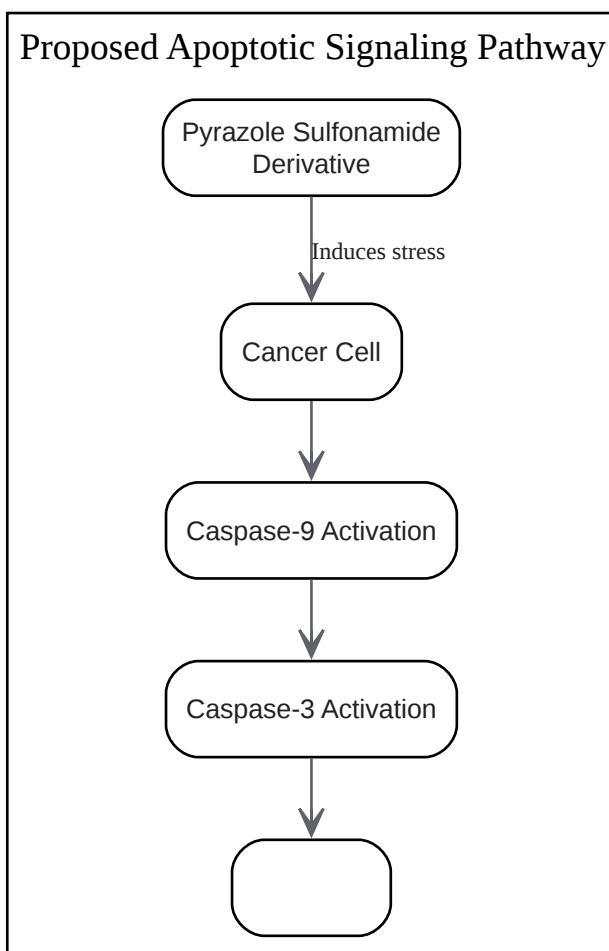 Proposed Apoptotic Signaling Pathway
Pyrazole Sulfonamide
Derivative
Induces stress
Cancer Cell
Caspase-9 Activation
Caspase-3 Activation